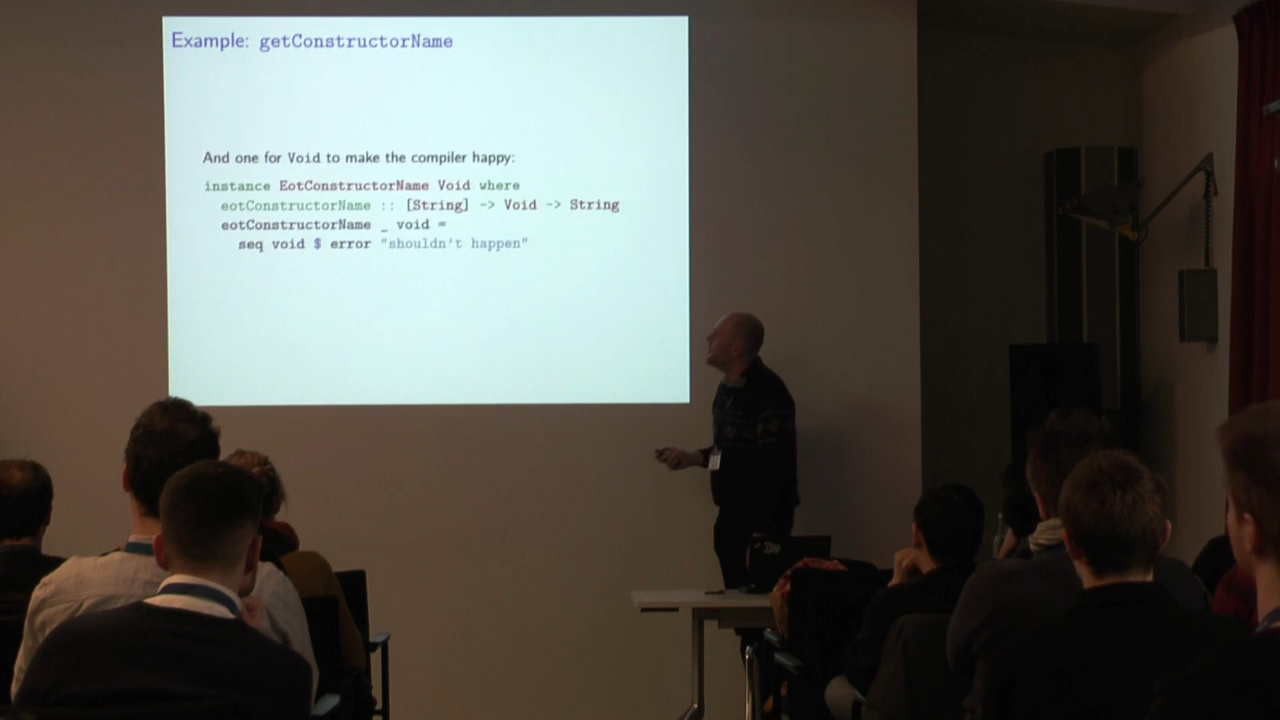 Example: getConstructorName
And one for Void to make the compiler happy:
instance EotConstructorName Void where
eotConstructorName :: [String] -> Void -> String
eotConstructorName _ void =
seq void $ error "shouldn't happen"